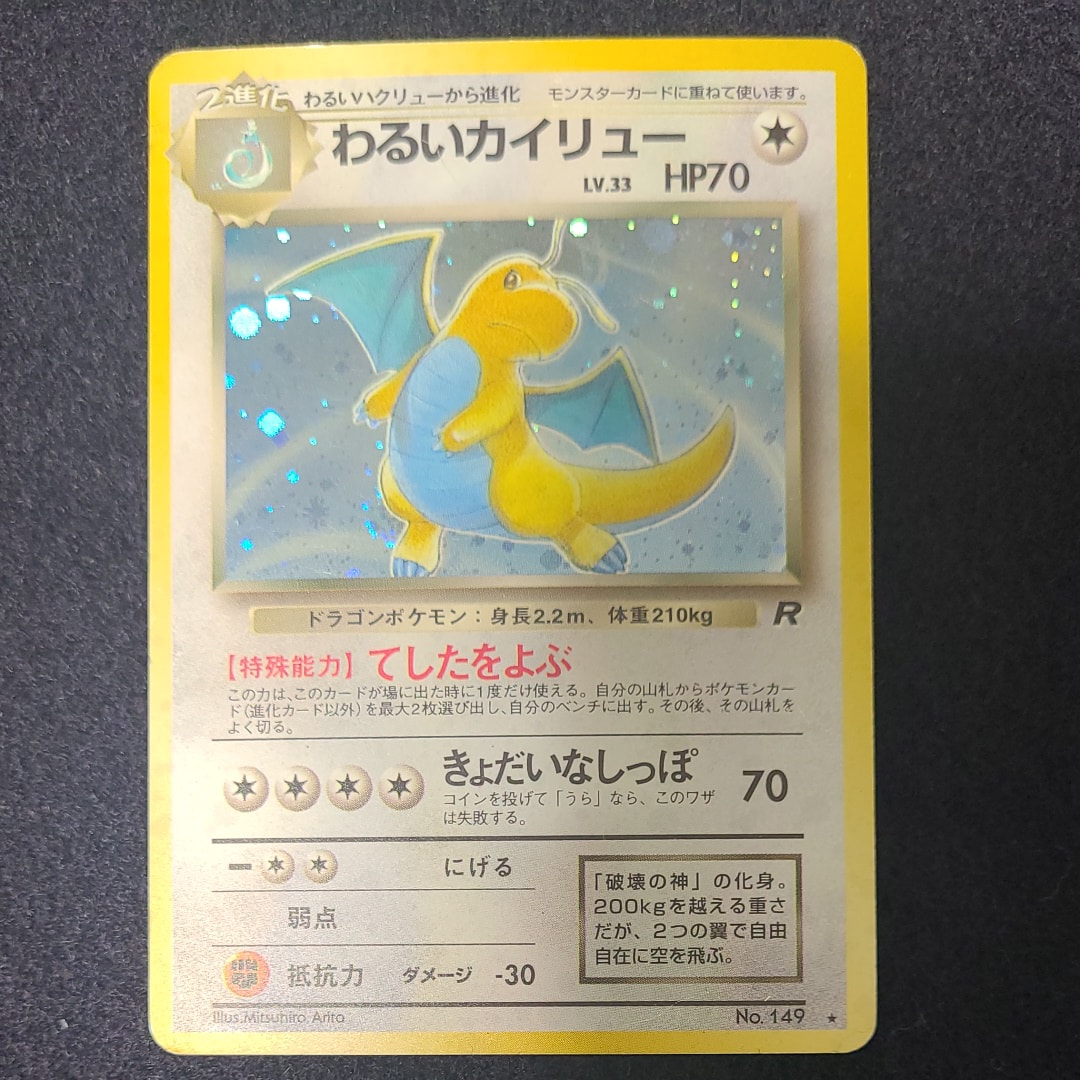 2進化 わるいハクリューから進化 モンスターカードに重ねて使います。
わるいカイリュー
LV.33 HP70
ドラゴンポケモン：身長2.2m、体重210kg R
【特殊能力】てしたをよぶ
この力は、このカードが場に出た時に1度だけ使える。自分の山札からポケモンカー
ド（進化カード以外）を最大2枚選び出し、自分のベンチに出す。その後、その山札を
よく切る。
きょだいなしっぽ 70
コインを投げて「うら」なら、このワザ
は失敗する。
ー にげる
弱点
抵抗力 ダメージ -30
「破壊の神」の化身。
200kgを越える重さ
だが、2つの翼で自由
自在に空を飛ぶ。
Illus. Mitsuhiro Arita No. 149 ★